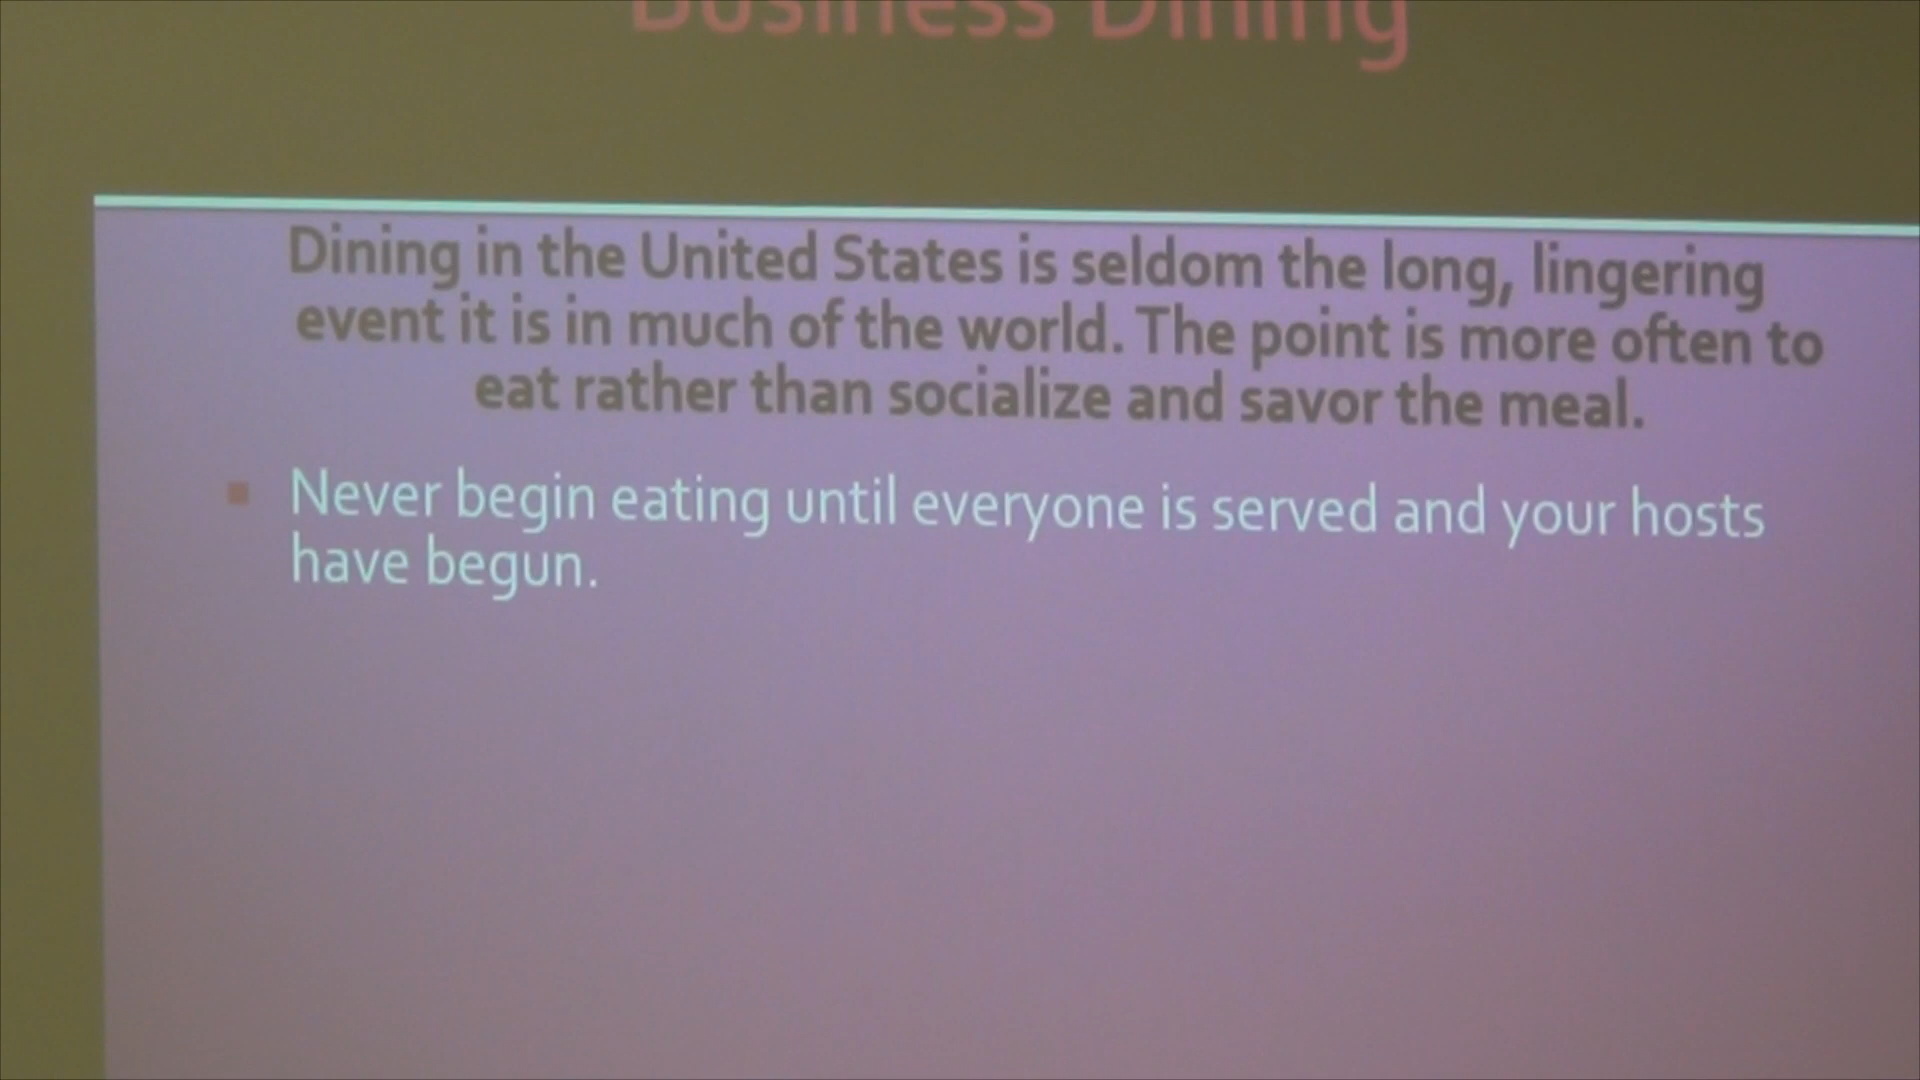 Business Dining
Dining in the United States is seldom the long, lingering
event it is in much of the world. The point is more often to
eat rather than socialize and savor the meal.
Never begin eating until everyone is served and your hosts
have begun.